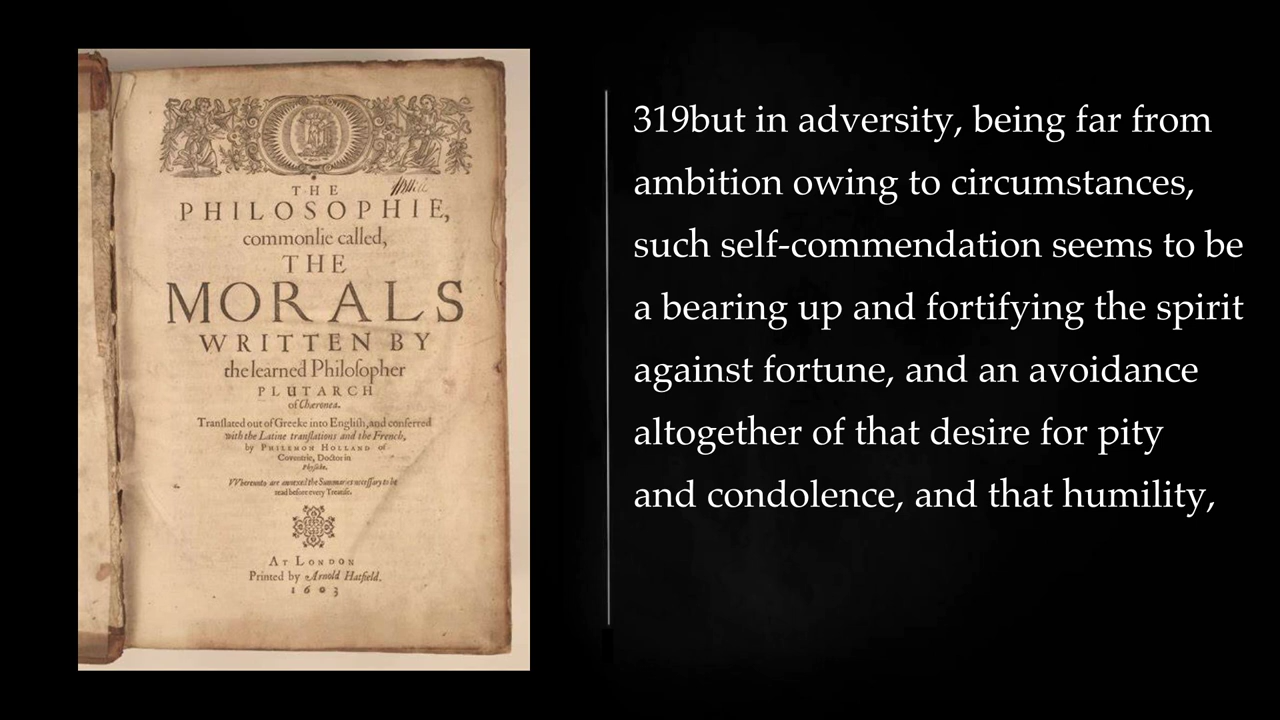 THE
PHILOSOPHIE,
commonlie called,
THE
MORALS
WRITTEN BY
the learned Philoſopher
PLUTARCH
of Chæronea.
Tranſlated out of Greeke into Engliſh, and conferred
with the Latine tranſlations and the French,
by PHILEMON HOLLAND of
Coventrie, Doctor in
Phyſicke.
VVhereunto are annexed the Summaries neceſſary to be
read before every Treatiſe.
AT LONDON
Printed by Arnold Hatfield.
1603
319but in adversity, being far from
ambition owing to circumstances,
such self-commendation seems to be
a bearing up and fortifying the spirit
against fortune, and an avoidance
altogether of that desire for pity
and condolence, and that humility,